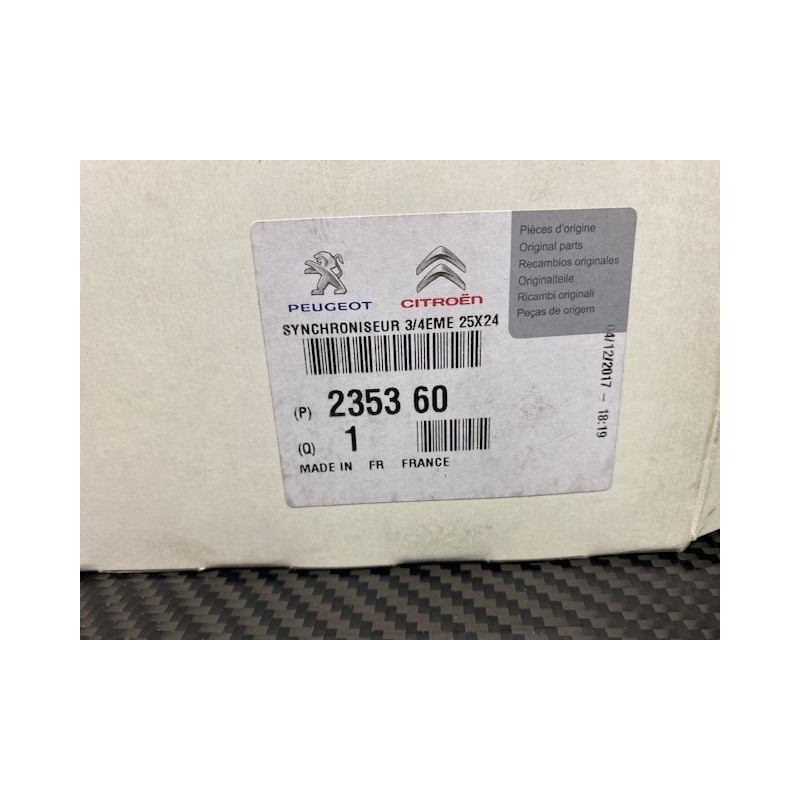 PEUGEOT
CITROËN
Pièces d'origine
Original parts
Recambios originales
Originalteile
Ricambi originali
Peças de origem
SYNCHRONISEUR 3/4EME 25X24
(P) 2353 60
(Q) 1
MADE IN FR FRANCE
04/12/2017 - 18:19